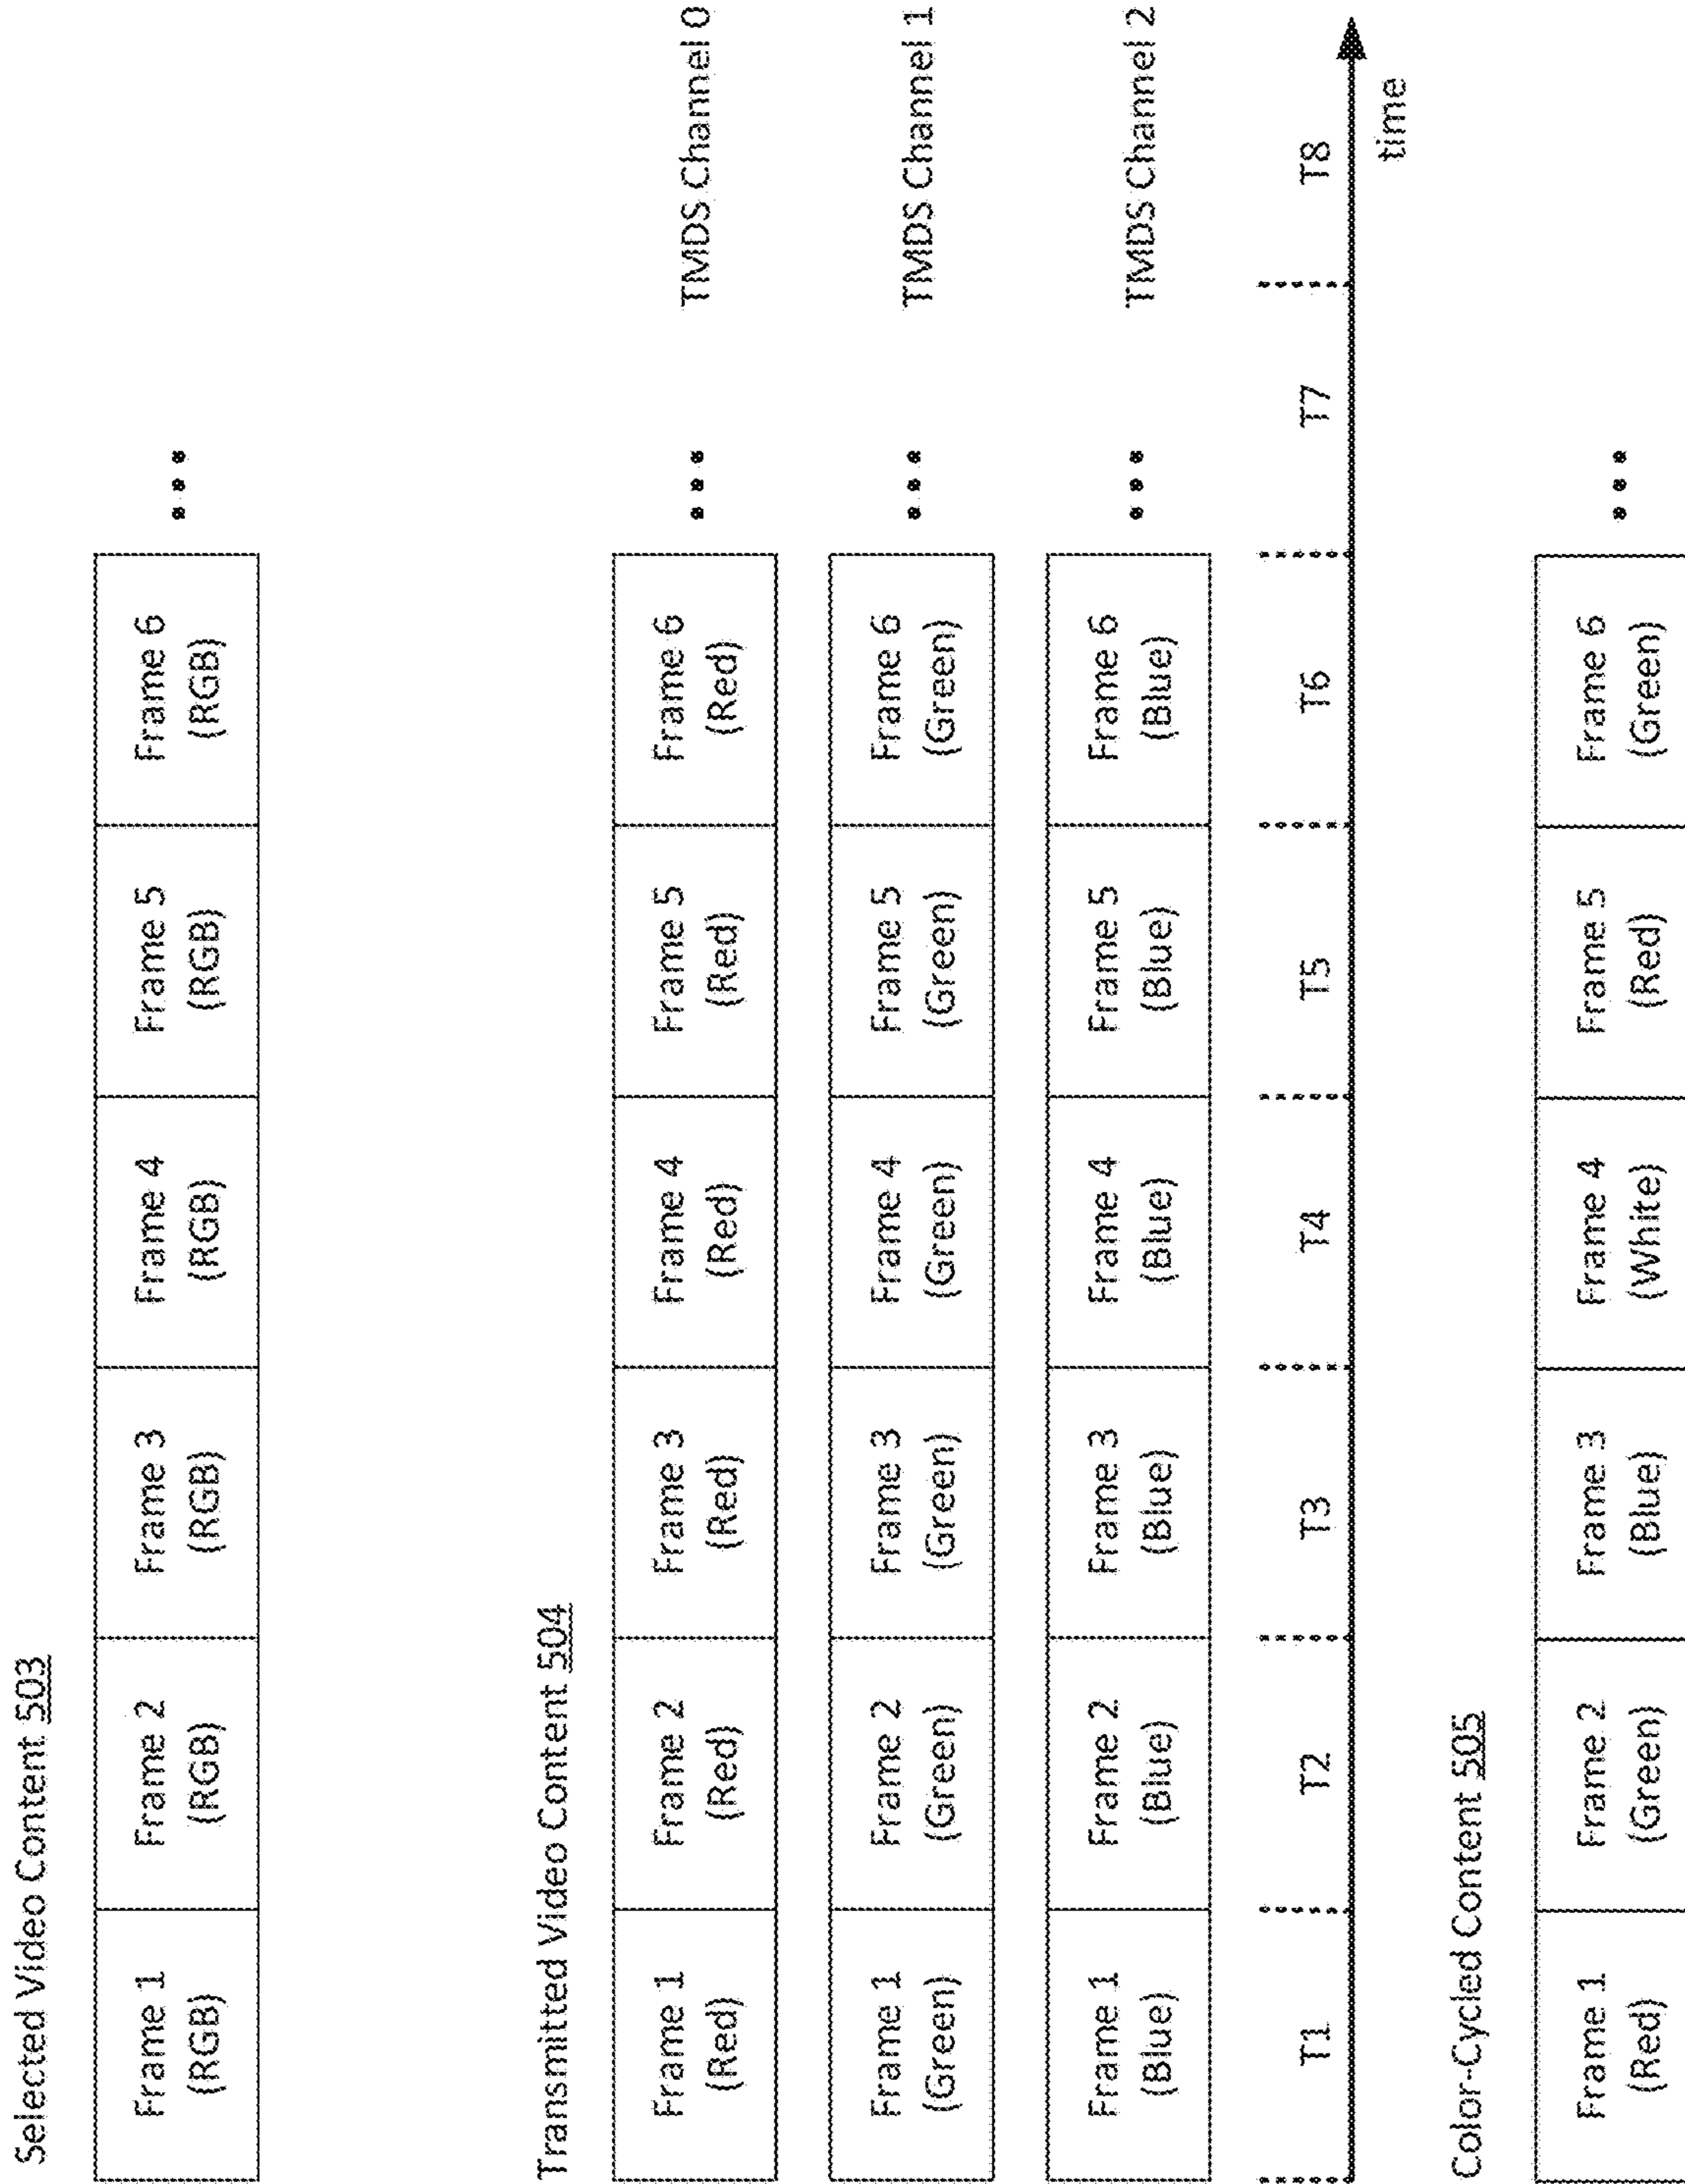 Selected Video Content 503
Frame 1 Frame 2 Frame 3 Frame 4 Frame 5 Frame 6
(RGB) (RGB) (RGB) (RGB) (RGB) (RGB)
Transmitted Video Content 504
Frame 1 Frame 2 Frame 3 Frame 4 Frame 5 Frame 6 TMDS Channel 0
(Red) (Red) (Red) (Red) (Red) (Red)
Frame 1 Frame 2 Frame 3 Frame 4 Frame 5 Frame 6 TMDS Channel 1
(Green) (Green) (Green) (Green) (Green) (Green)
Frame 1 Frame 2 Frame 3 Frame 4 Frame 5 Frame 6 TMDS Channel 2
(Blue) (Blue) (Blue) (Blue) (Blue) (Blue)
T1 T2 T3 T4 T5 T6 T7 T8
time
Color-Cycled Content 505
Frame 1 Frame 2 Frame 3 Frame 4 Frame 5 Frame 6
(Red) (Green) (Blue) (White) (Red) (Green)